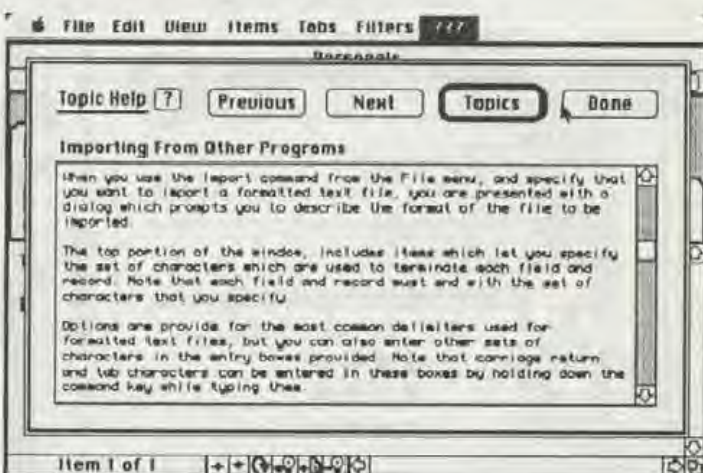 File Edit View Items Tabs Filters ???
Personals
Topic Help ? Previous Next Topics Done
Importing From Other Programs
When you use the Import command from the File menu, and specify that
you want to import a formatted text file, you are presented with a
dialog which prompts you to describe the format of the file to be
imported.
The top portion of the window, includes items which let you specify
the set of characters which are used to terminate each field and
record. Note that each field and record must end with the set of
characters that you specify.
Options are provide for the most common delimiters used for
formatted text files, but you can also enter other sets of
characters in the entry boxes provided. Note that carriage return
and tab characters can be entered in these boxes by holding down the
command key while typing them.
Item 1 of 1